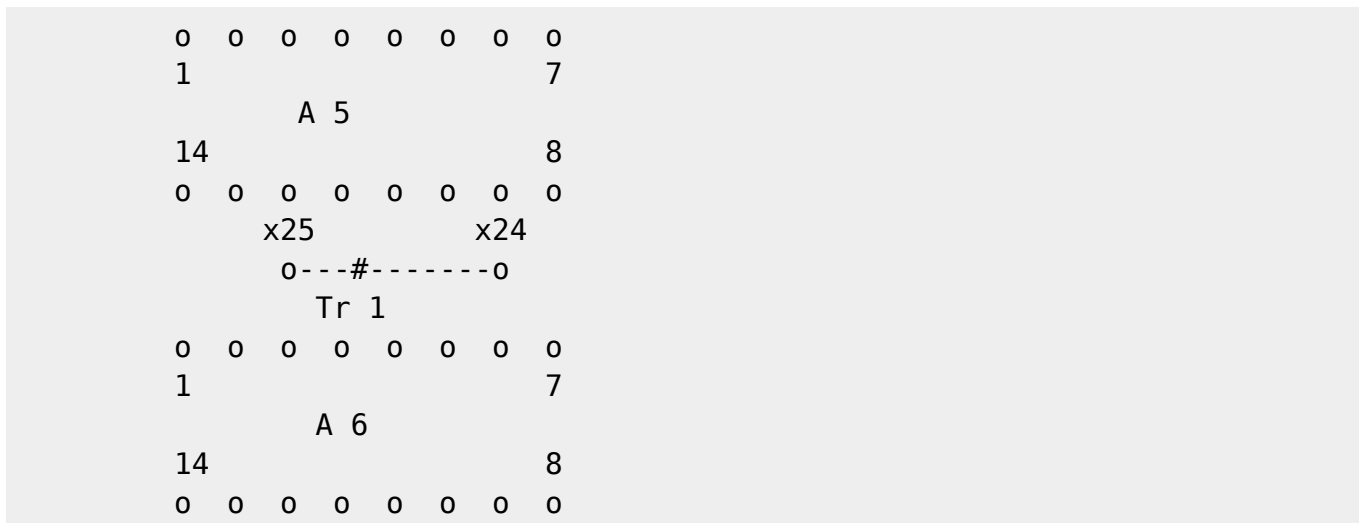 o  o  o  o  o  o  o  o
1                    7
       A 5
14                   8
o  o  o  o  o  o  o  o
     x25         x24
      o---#-------o
        Tr 1
o  o  o  o  o  o  o  o
1                    7
        A 6
14                   8
o  o  o  o  o  o  o  o